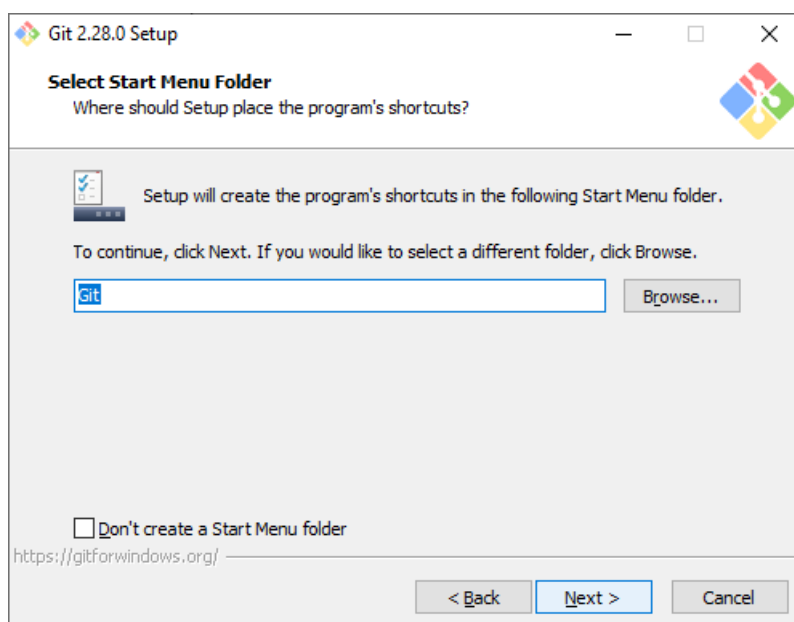 Git 2.28.0 Setup
Select Start Menu Folder
Where should Setup place the program's shortcuts?
Setup will create the program's shortcuts in the following Start Menu folder.
To continue, click Next. If you would like to select a different folder, click Browse.
Git
Browse...
Don't create a Start Menu folder
https://gitforwindows.org/
< Back
Next >
Cancel